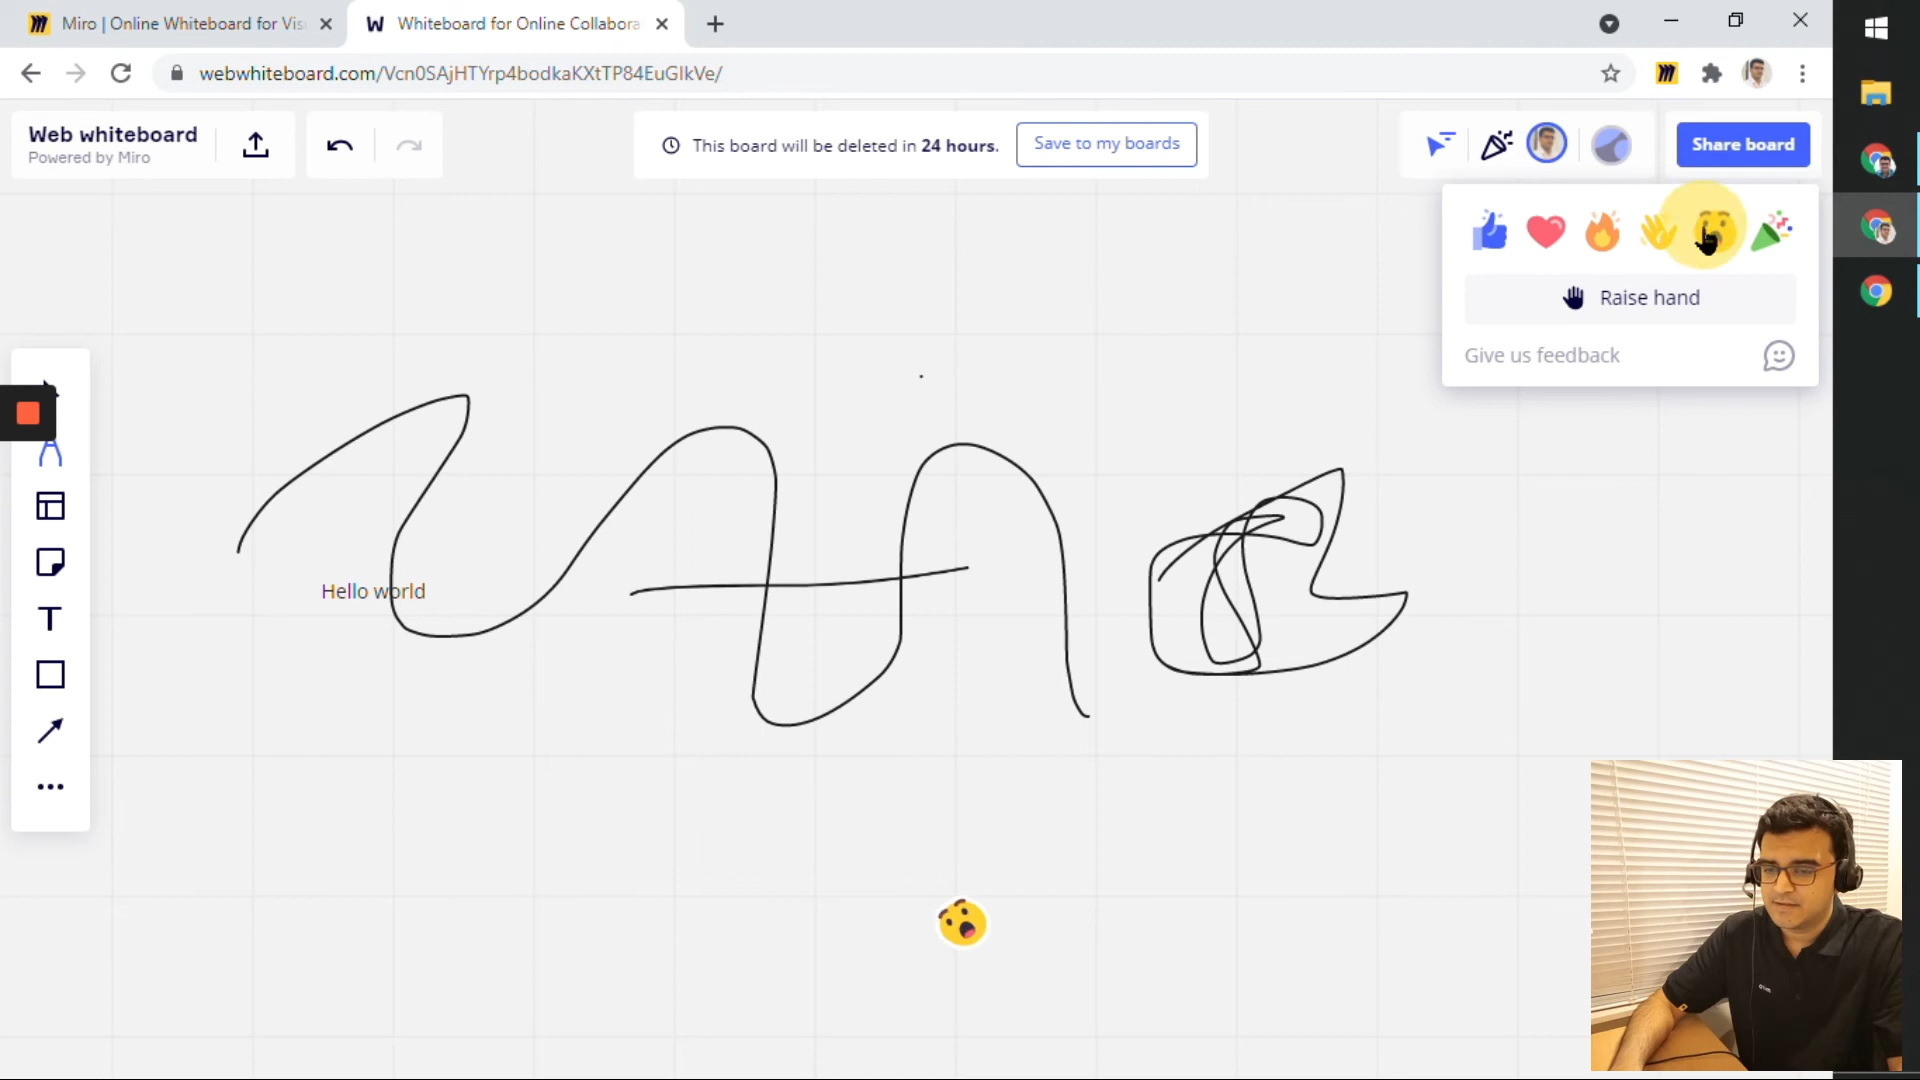 Miro | Online Whiteboard for Vis
Whiteboard for Online Collabora
webwhiteboard.com/Vcn0SAjHTYrp4bodkaKXtTP84EuGlkVe/
Web whiteboard
Powered by Miro
This board will be deleted in 24 hours.
Save to my boards
Share board
Raise hand
Give us feedback
Hello world